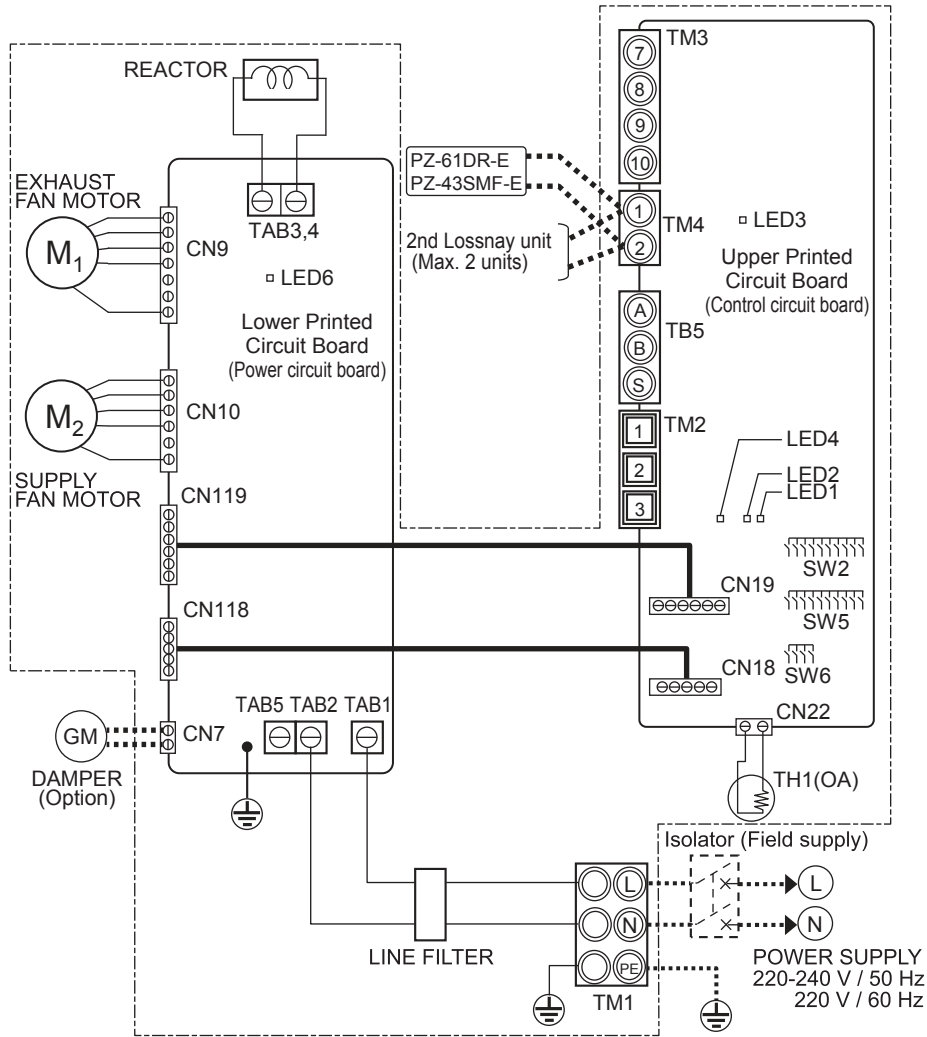 REACTOR
EXHAUST
FAN MOTOR
M1
CN9
TAB3,4
LED6
Lower Printed
Circuit Board
(Power circuit board)
M2
CN10
SUPPLY
FAN MOTOR
CN119
CN118
TAB5 TAB2 TAB1
GM
CN7
DAMPER
(Option)
PZ-61DR-E
PZ-43SMF-E
2nd Lossnay unit
(Max. 2 units)
TM3
7
8
9
10
1
TM4
2
LED3
Upper Printed
Circuit Board
(Control circuit board)
A
TB5
B
S
TM2
1
2
3
LED4
LED2
LED1
SW2
CN19
SW5
CN18
SW6
CN22
TH1(OA)
Isolator (Field supply)
L
L
N
N
PE
LINE FILTER
TM1
POWER SUPPLY
220-240 V / 50 Hz
220 V / 60 Hz